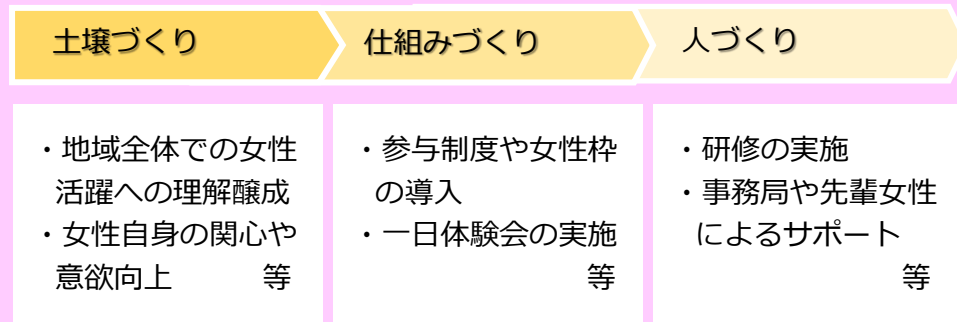 土壌づくり
仕組みづくり
人づくり
・地域全体での女性
活躍への理解醸成
・女性自身の関心や
意欲向上 等
・参与制度や女性枠
の導入
・一日体験会の実施
等
・研修の実施
・事務局や先輩女性
によるサポート
等